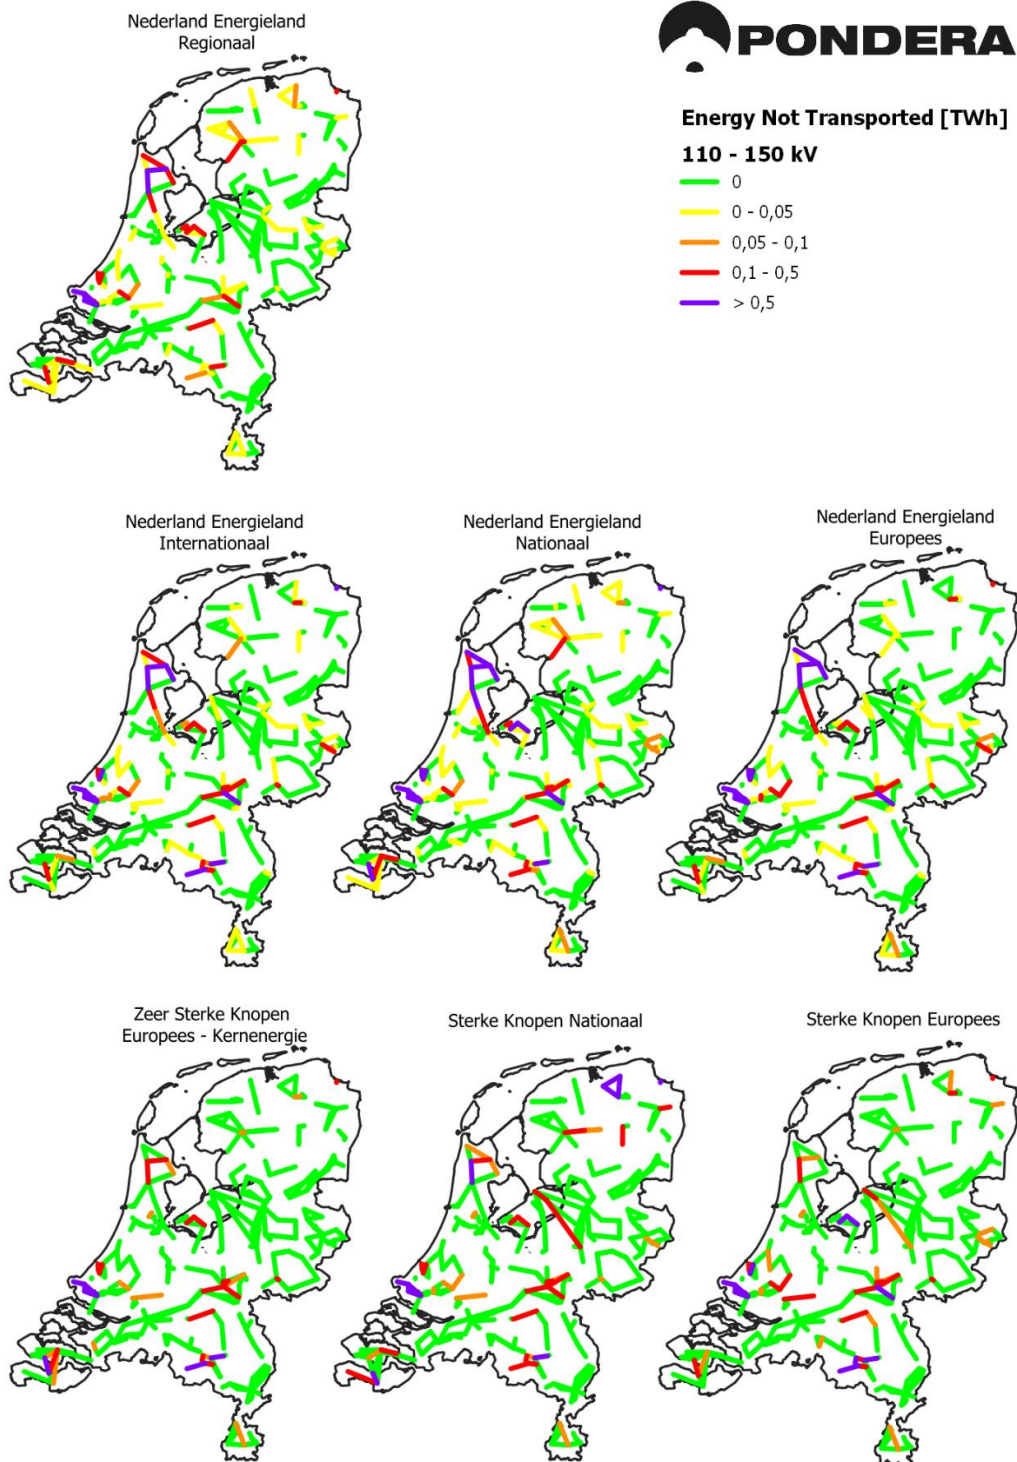 Nederland Energieland
Regionaal
PONDERA
Energy Not Transported [TWh]
110 - 150 kV
0
0 - 0,05
0,05 - 0,1
0,1 - 0,5
> 0,5
Nederland Energieland
Internationaal
Nederland Energieland
Nationaal
Nederland Energieland
Europees
Zeer Sterke Knopen
Europees - Kernenergie
Sterke Knopen Nationaal
Sterke Knopen Europees